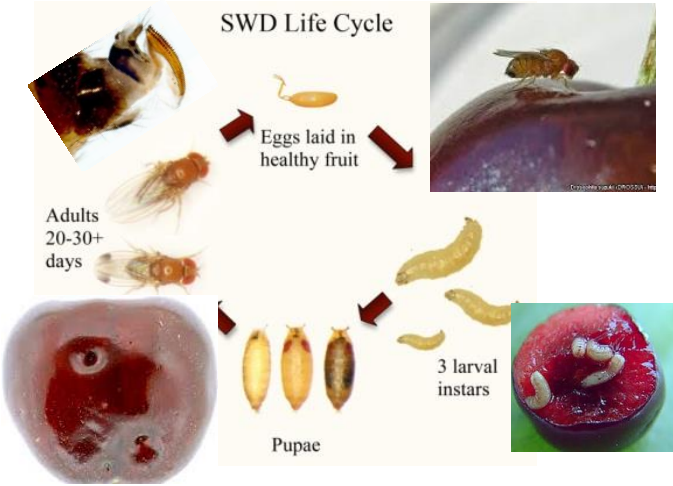 SWD Life Cycle
Eggs laid in
healthy fruit
Adults
20-30+
days
3 larval
instars
Pupae